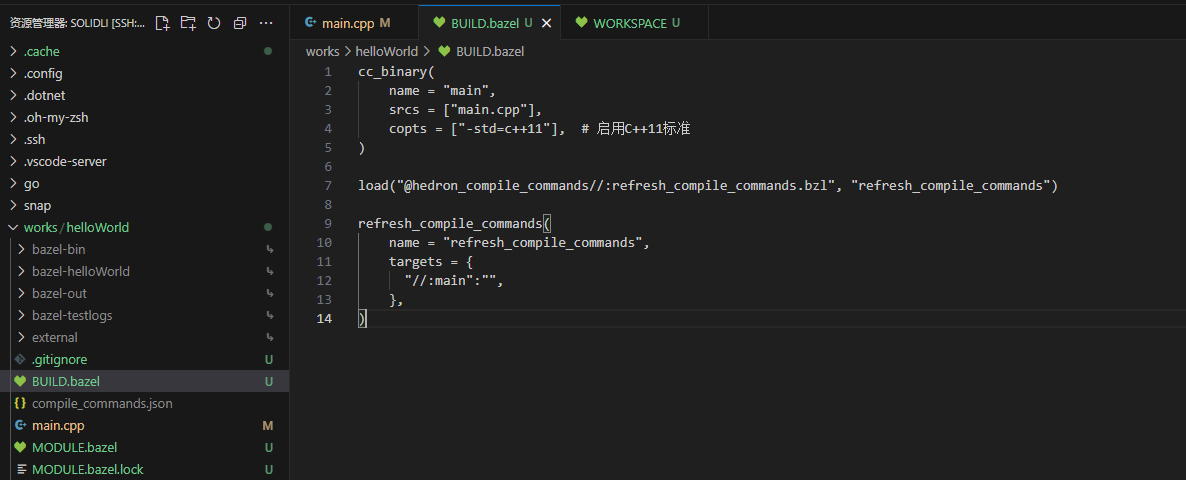 资源管理器: SOLIDLI [SSH:...
.cache
.config
.dotnet
.oh-my-zsh
.ssh
.vscode-server
go
snap
works / helloWorld
bazel-bin
bazel-helloWorld
bazel-out
bazel-testlogs
external
.gitignore U
BUILD.bazel U
compile_commands.json
main.cpp M
MODULE.bazel U
MODULE.bazel.lock U
main.cpp M BUILD.bazel U WORKSPACE U
works > helloWorld > BUILD.bazel
1 cc_binary(
2     name = "main",
3     srcs = ["main.cpp"],
4     copts = ["-std=c++11"],  # 启用C++11标准
5 )
6
7 load("@hedron_compile_commands//:refresh_compile_commands.bzl", "refresh_compile_commands")
8
9 refresh_compile_commands(
10     name = "refresh_compile_commands",
11     targets = {
12       "//:main":"",
13     },
14 )